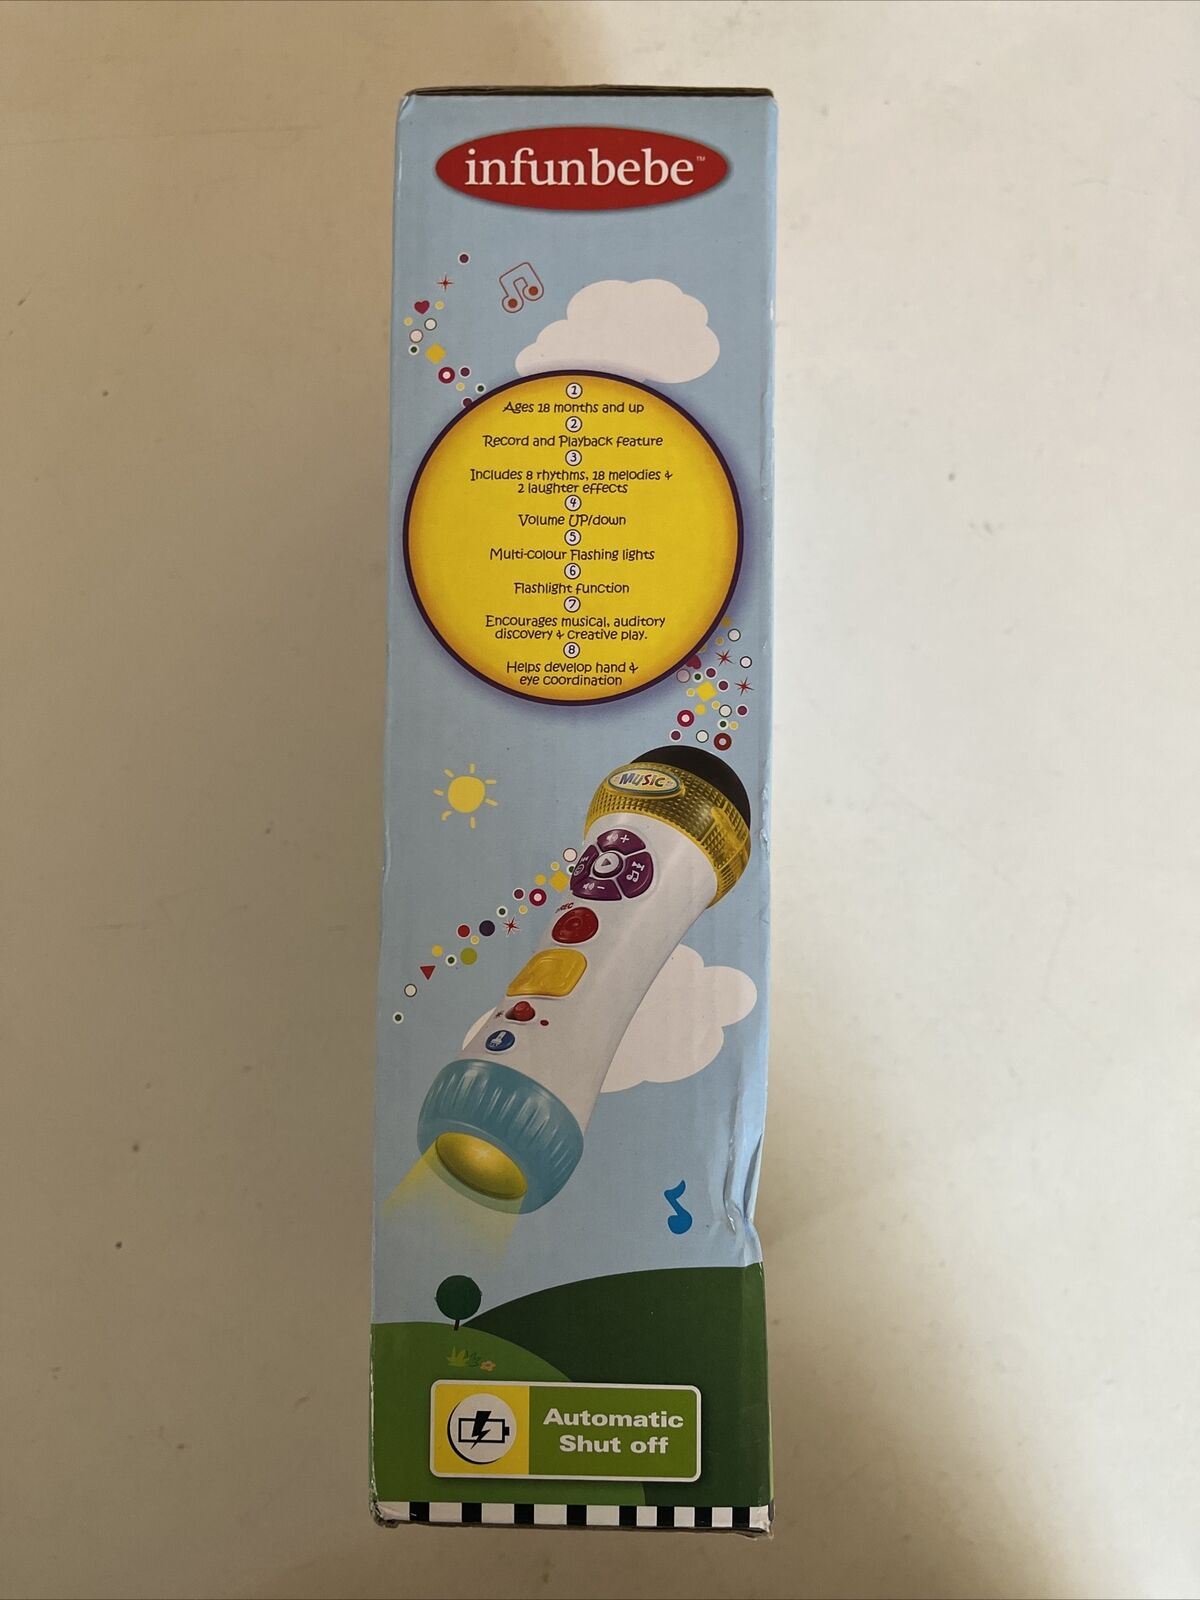 infunbebe™
1
Ages 18 months and up
2
Record and Playback feature
3
Includes 8 rhythms, 18 melodies &
2 laughter effects
4
Volume UP/down
5
Multi-colour Flashing lights
6
Flashlight function
7
Encourages musical, auditory
discovery & creative play.
8
Helps develop hand &
eye coordination
MUSIC
+
-
REC
Automatic
Shut off